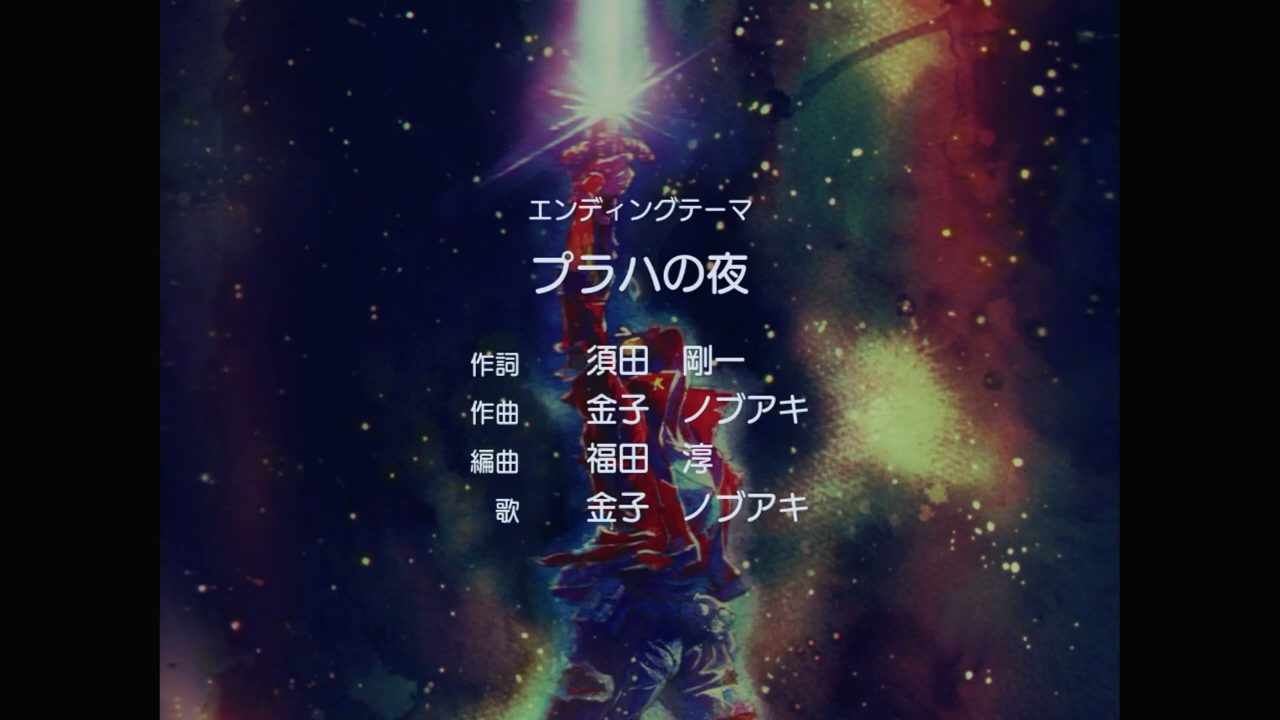 エンディングテーマ
プラハの夜
作詞 須田 剛一
作曲 金子 ノブアキ
編曲 福田 淳
歌 金子 ノブアキ